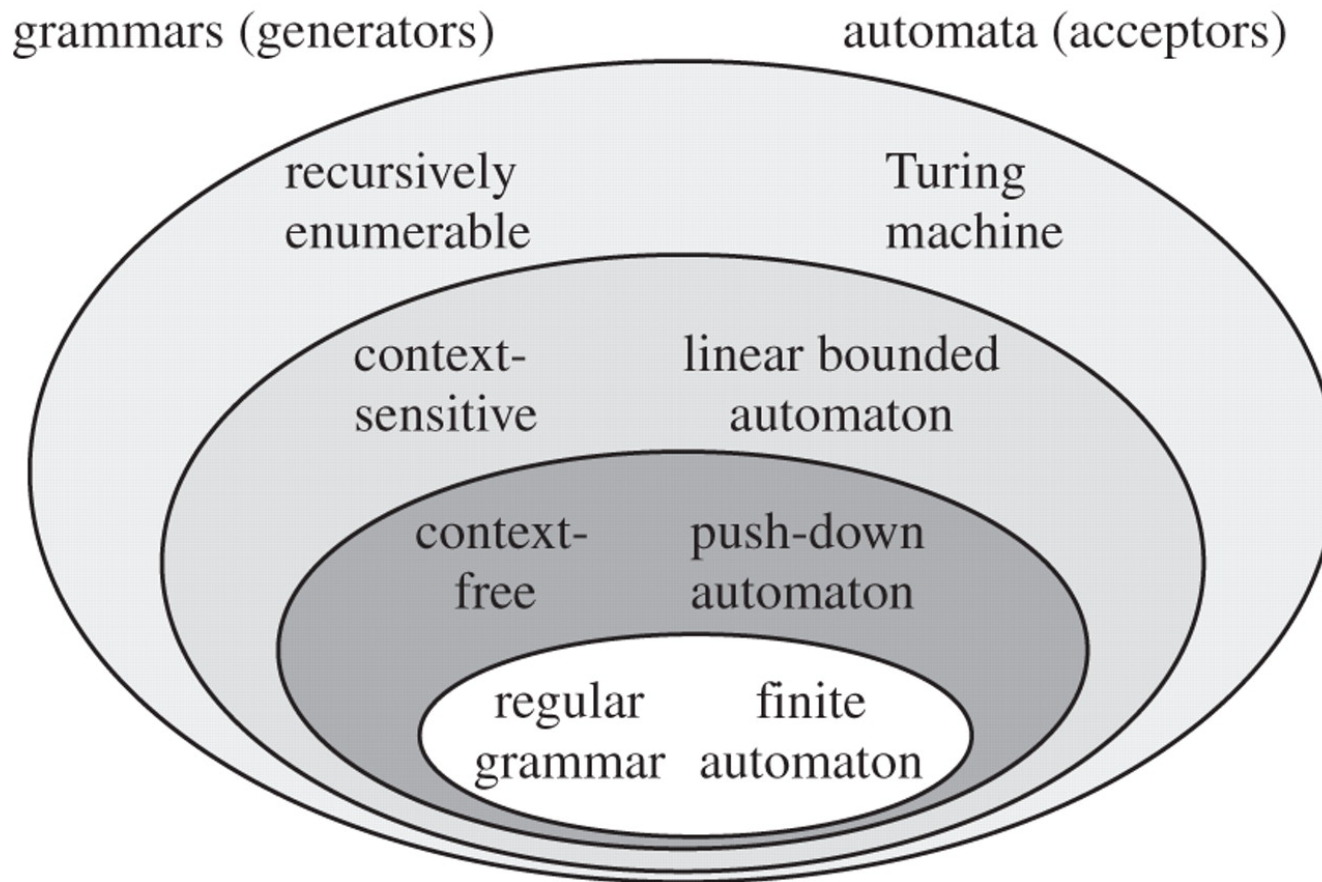 grammars (generators)
automata (acceptors)
recursively
enumerable
Turing
machine
context-
sensitive
linear bounded
automaton
context-
free
push-down
automaton
regular
grammar
finite
automaton